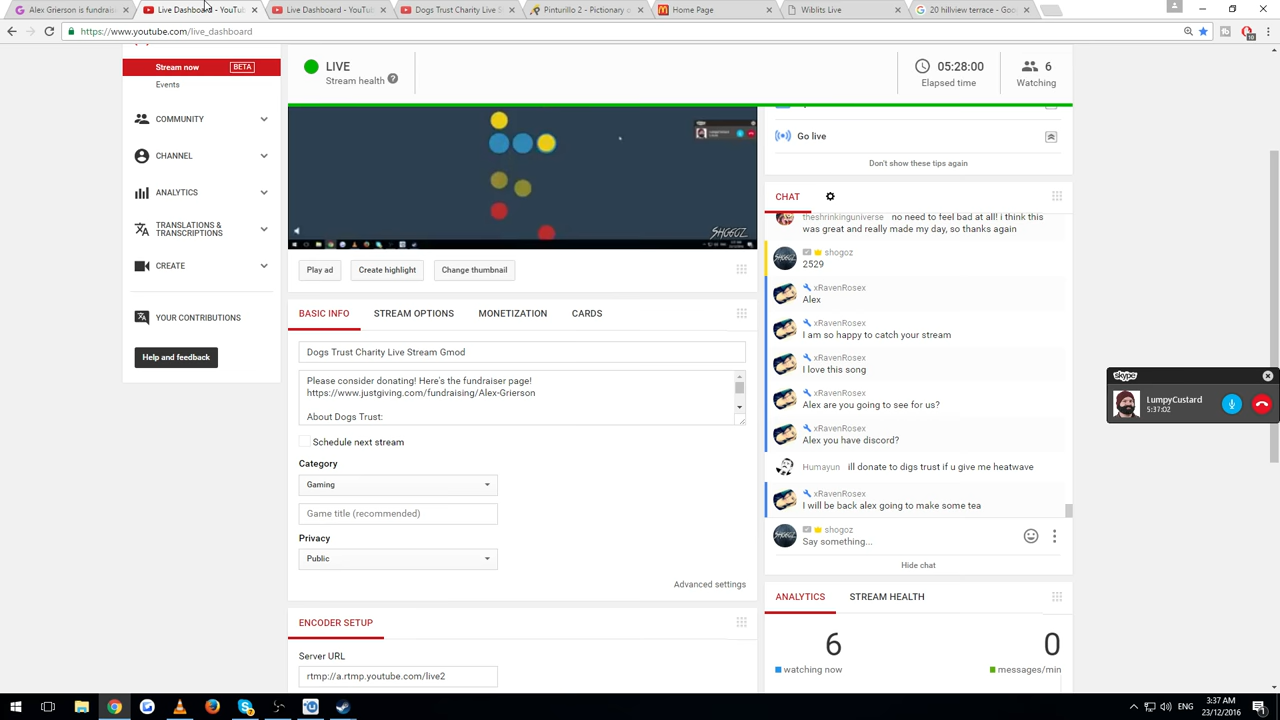 Alex Grierson is fundrais
Live Dashboard - YouTub
Live Dashboard - YouTub
Dogs Trust Charity Live S
Pinturillo 2 - Pictionary o
Home Page
Wiblits Live
20 hillview terrace - Goo
https://www.youtube.com/live_dashboard
Stream now BETA
Events
COMMUNITY
CHANNEL
ANALYTICS
TRANSLATIONS &
TRANSCRIPTIONS
CREATE
YOUR CONTRIBUTIONS
Help and feedback
LIVE
Stream health
05:28:00
Elapsed time
6
Watching
SHOGOZ
Play ad
Create highlight
Change thumbnail
BASIC INFO
STREAM OPTIONS
MONETIZATION
CARDS
Dogs Trust Charity Live Stream Gmod
Please consider donating! Here's the fundraiser page!
https://www.justgiving.com/fundraising/Alex-Grierson
About Dogs Trust:
Schedule next stream
Category
Gaming
Game title (recommended)
Privacy
Public
Advanced settings
ENCODER SETUP
Server URL
rtmp://a.rtmp.youtube.com/live2
Go live
Don't show these tips again
CHAT
theshrinkinguniverse no need to feel bad at all! i think this
was great and really made my day, so thanks again
shogoz
2529
xRavenRosex
Alex
xRavenRosex
I am so happy to catch your stream
xRavenRosex
I love this song
xRavenRosex
Alex are you going to see for us?
xRavenRosex
Alex you have discord?
Humayun ill donate to digs trust if u give me heatwave
xRavenRosex
I will be back alex going to make some tea
shogoz
Say something...
Hide chat
ANALYTICS
STREAM HEALTH
6
watching now
0
messages/min
skype
LumpyCustard
5:37:02
ENG
3:37 AM
23/12/2016